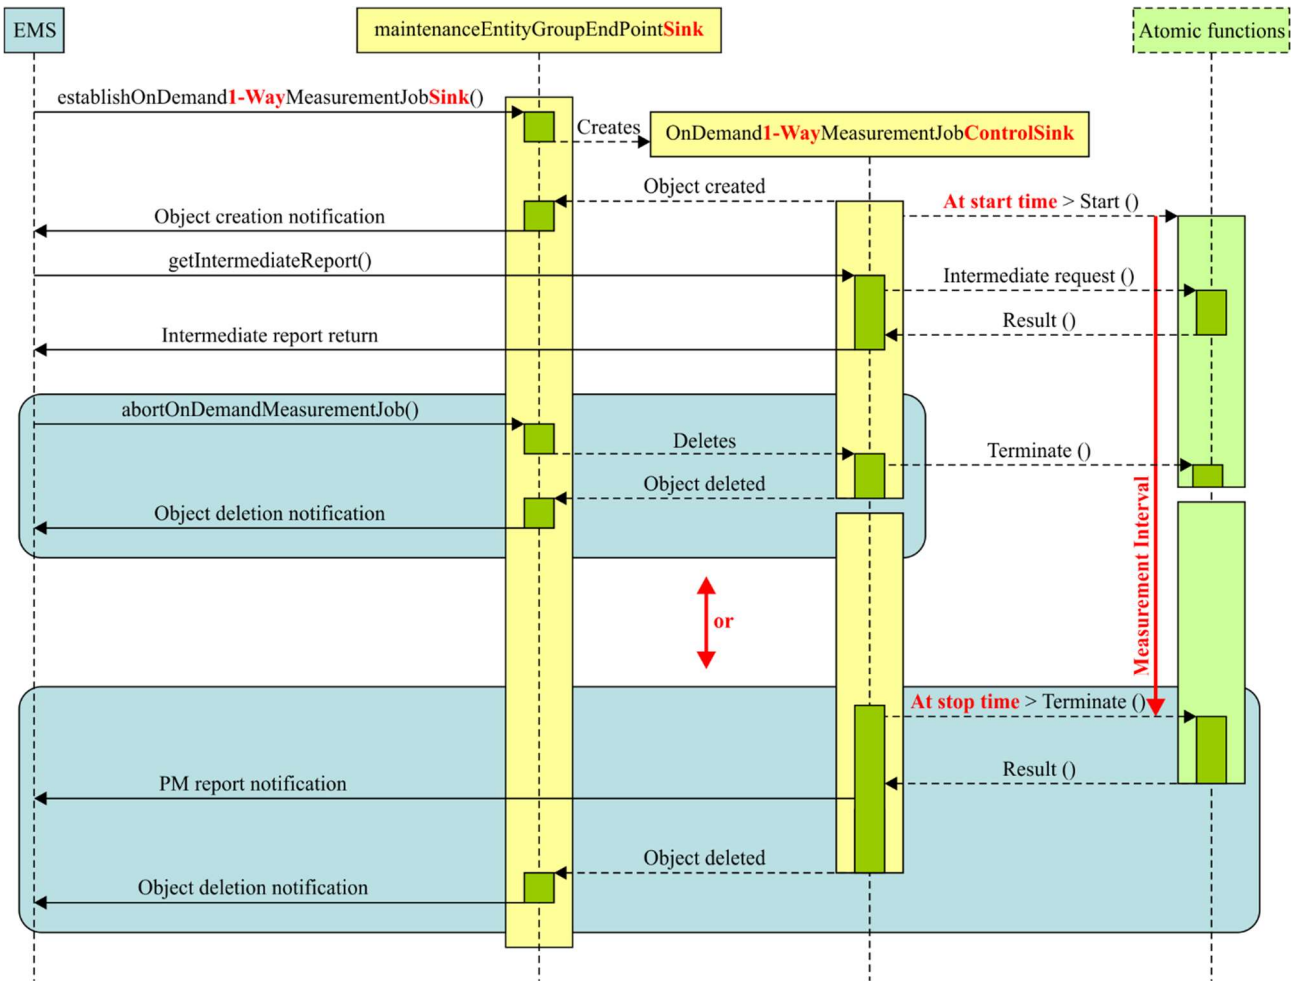 EMS
maintenanceEntityGroupEndPointSink
Atomic functions
establishOnDemand1-WayMeasurementJobSink()
Creates
OnDemand1-WayMeasurementJobControlSink
Object created
At start time > Start ()
Object creation notification
getIntermediateReport()
Intermediate request ()
Result ()
Intermediate report return
abortOnDemandMeasurementJob()
Deletes
Terminate ()
Object deleted
Object deletion notification
Measurement Interval
or
At stop time > Terminate ()
Result ()
PM report notification
Object deleted
Object deletion notification